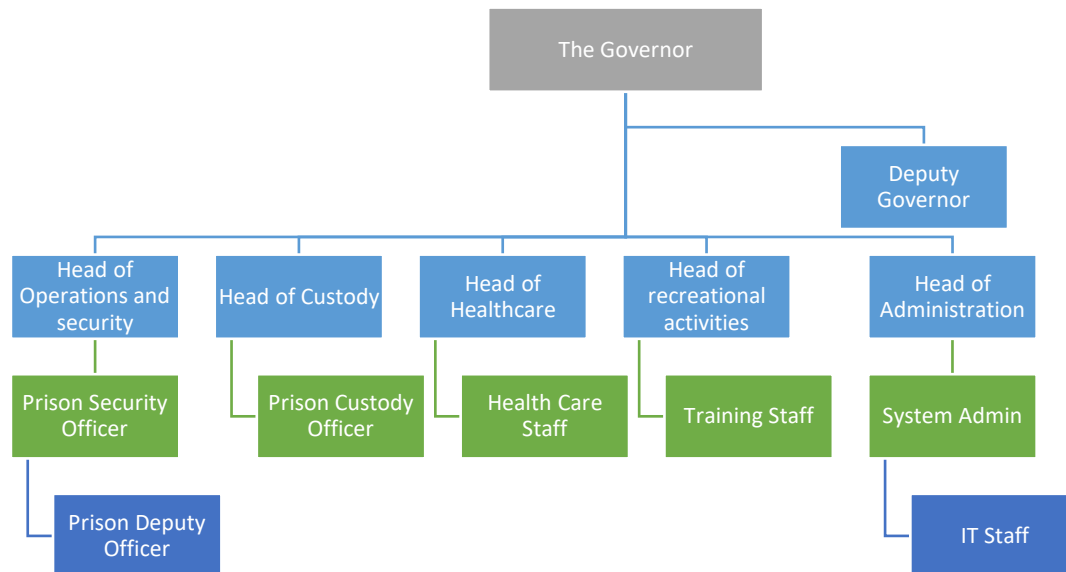 The Governor
Deputy
Governor
Head of
Operations and
security
Head of Custody
Head of
Healthcare
Head of
recreational
activities
Head of
Administration
Prison Security
Officer
Prison Custody
Officer
Health Care
Staff
Training Staff
System Admin
Prison Deputy
Officer
IT Staff